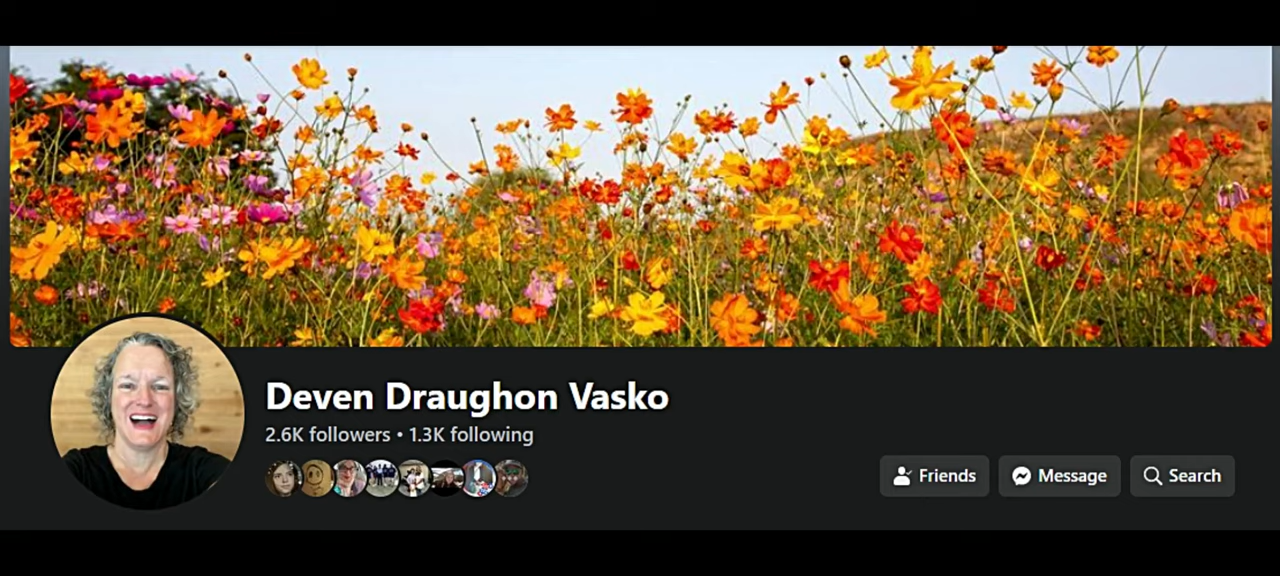 Deven Draughon Vasko
2.6K followers • 1.3K following
Friends
Message
Search